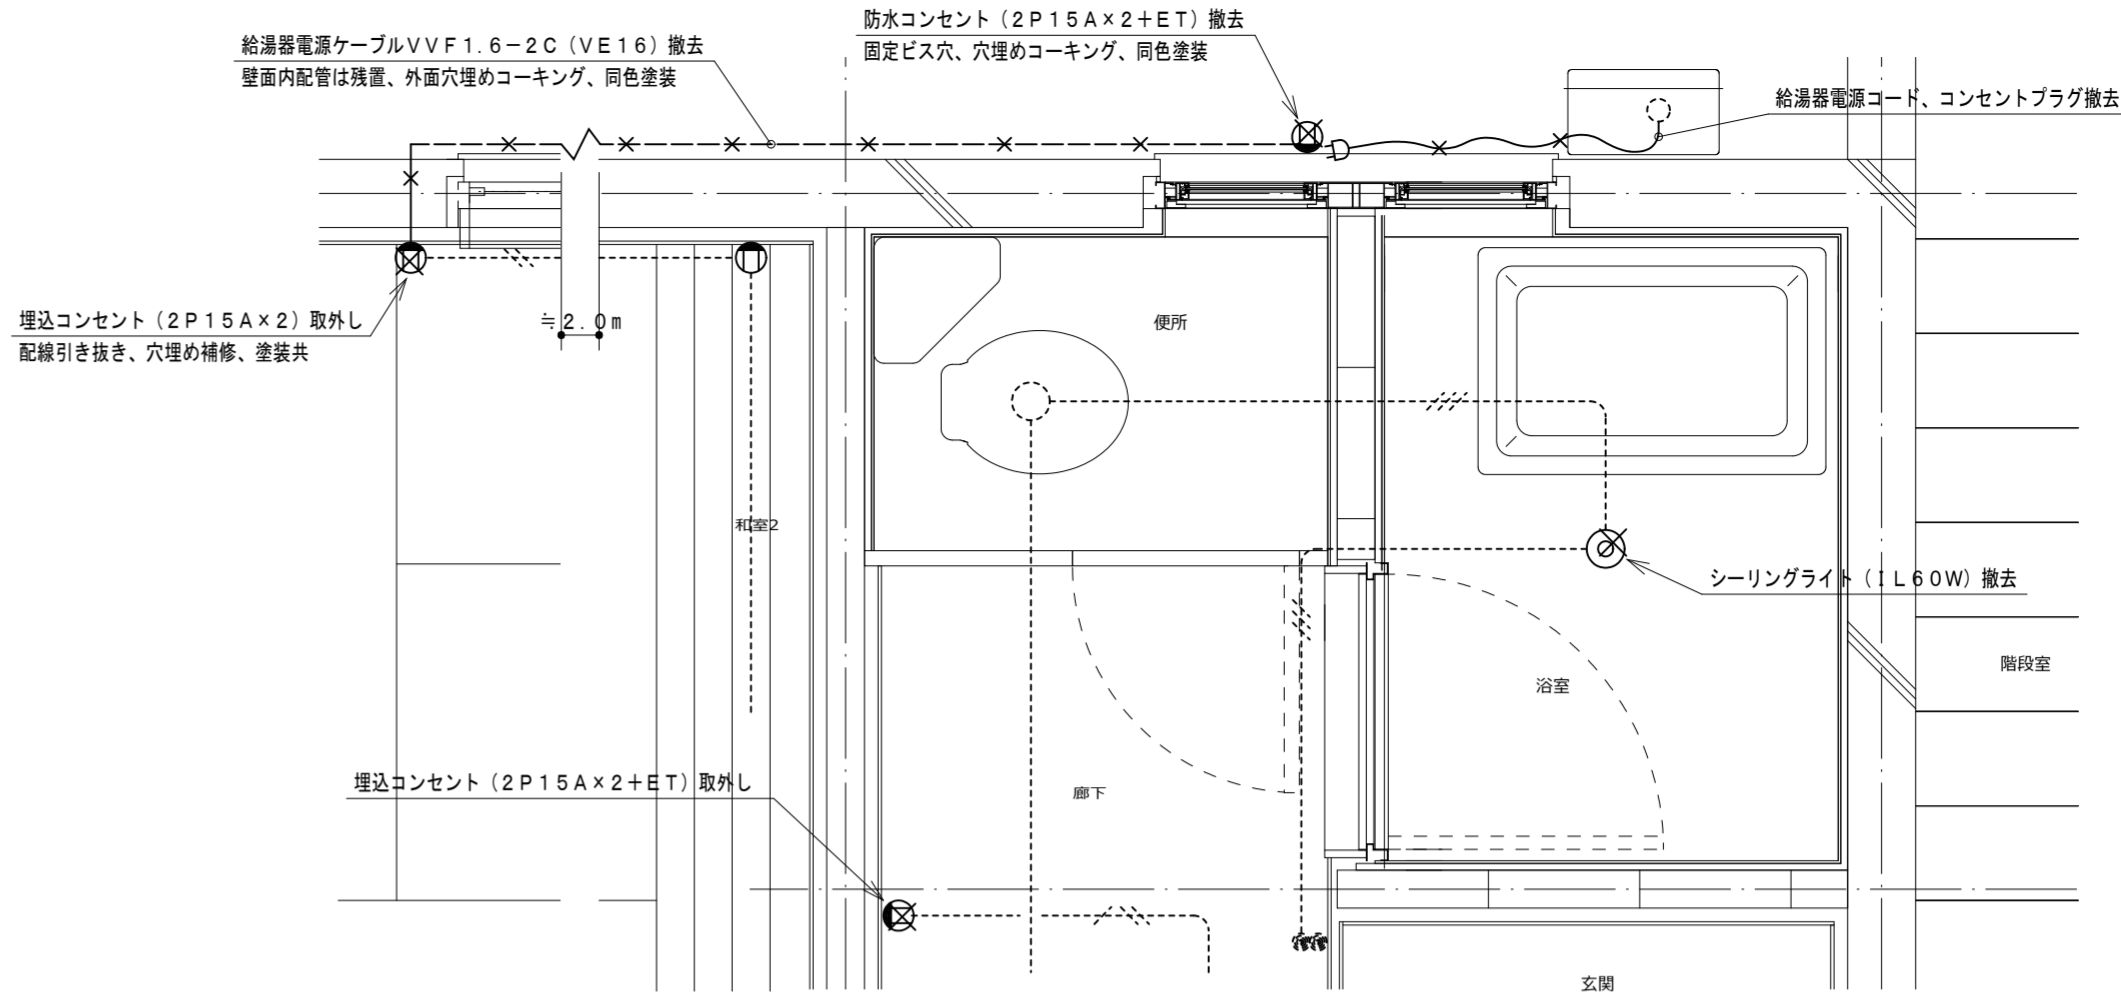 防水コンセント（２Ｐ１５Ａ×２＋ＥＴ）撤去
固定ビス穴、穴埋めコーキング、同色塗装
給湯器電源ケーブルＶＶＦ１．６－２Ｃ（ＶＥ１６）撤去
壁面内配管は残置、外面穴埋めコーキング、同色塗装
給湯器電源コード、コンセントプラグ撤去
埋込コンセント（２Ｐ１５Ａ×２）取外し
配線引き抜き、穴埋め補修、塗装共
≒２．０ｍ
便所
和室2
シーリングライト（ＩＬ６０Ｗ）撤去
階段室
浴室
埋込コンセント（２Ｐ１５Ａ×２＋ＥＴ）取外し
廊下
玄関